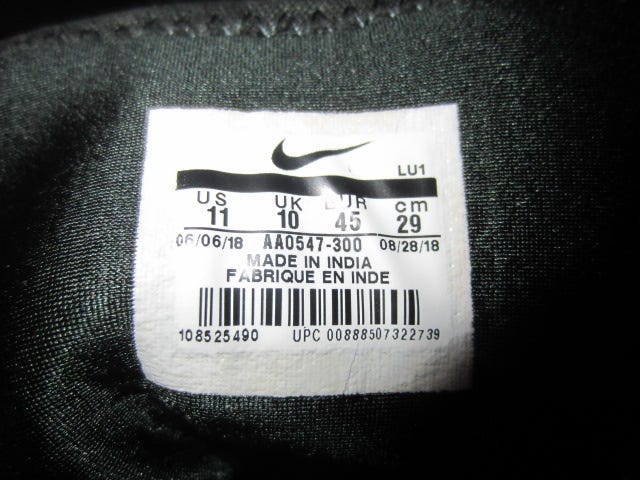 LU1
US UK EUR cm
11 10 45 29
06/06/18 AA0547-300 08/28/18
MADE IN INDIA
FABRIQUE EN INDE
108525490 UPC 00888507322739